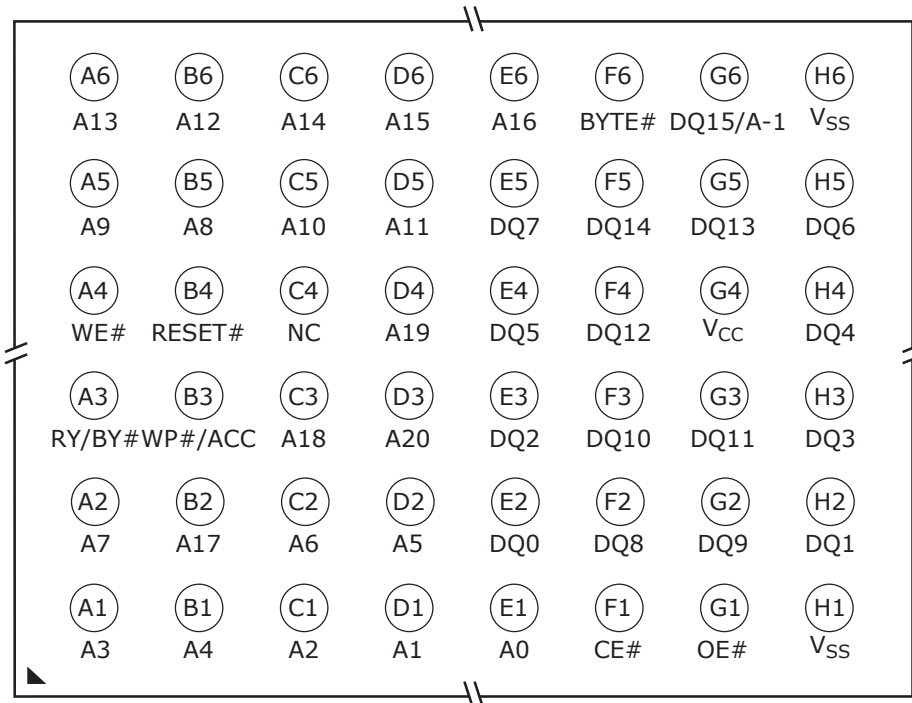 A6 B6 C6 D6 E6 F6 G6 H6
A13 A12 A14 A15 A16 BYTE# DQ15/A-1 VSS
A5 B5 C5 D5 E5 F5 G5 H5
A9 A8 A10 A11 DQ7 DQ14 DQ13 DQ6
A4 B4 C4 D4 E4 F4 G4 H4
WE# RESET# NC A19 DQ5 DQ12 VCC DQ4
A3 B3 C3 D3 E3 F3 G3 H3
RY/BY# WP#/ACC A18 A20 DQ2 DQ10 DQ11 DQ3
A2 B2 C2 D2 E2 F2 G2 H2
A7 A17 A6 A5 DQ0 DQ8 DQ9 DQ1
A1 B1 C1 D1 E1 F1 G1 H1
A3 A4 A2 A1 A0 CE# OE# VSS